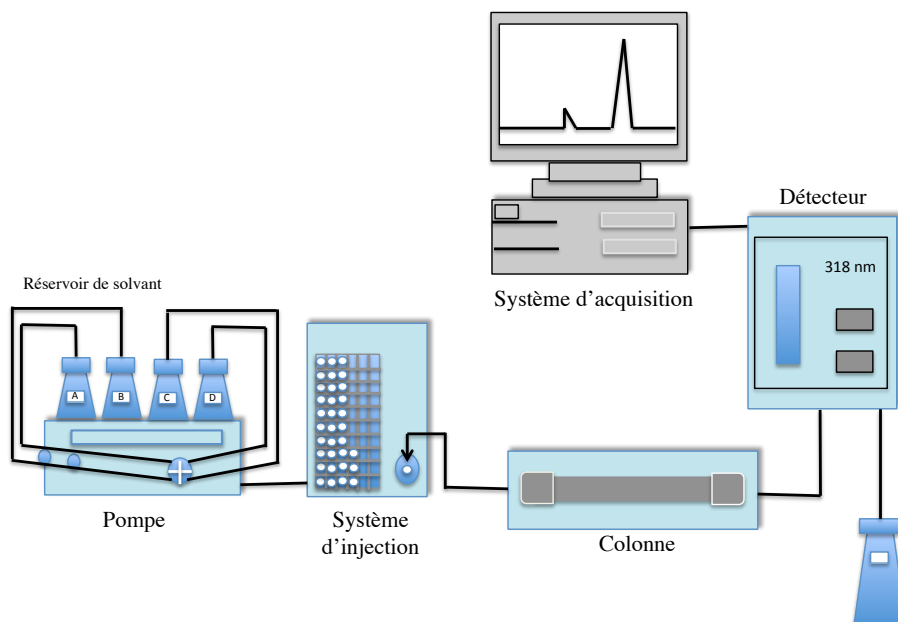 Détecteur
318 nm
Système d’acquisition
Réservoir de solvant
A
B
C
D
Pompe
Système
d’injection
Colonne